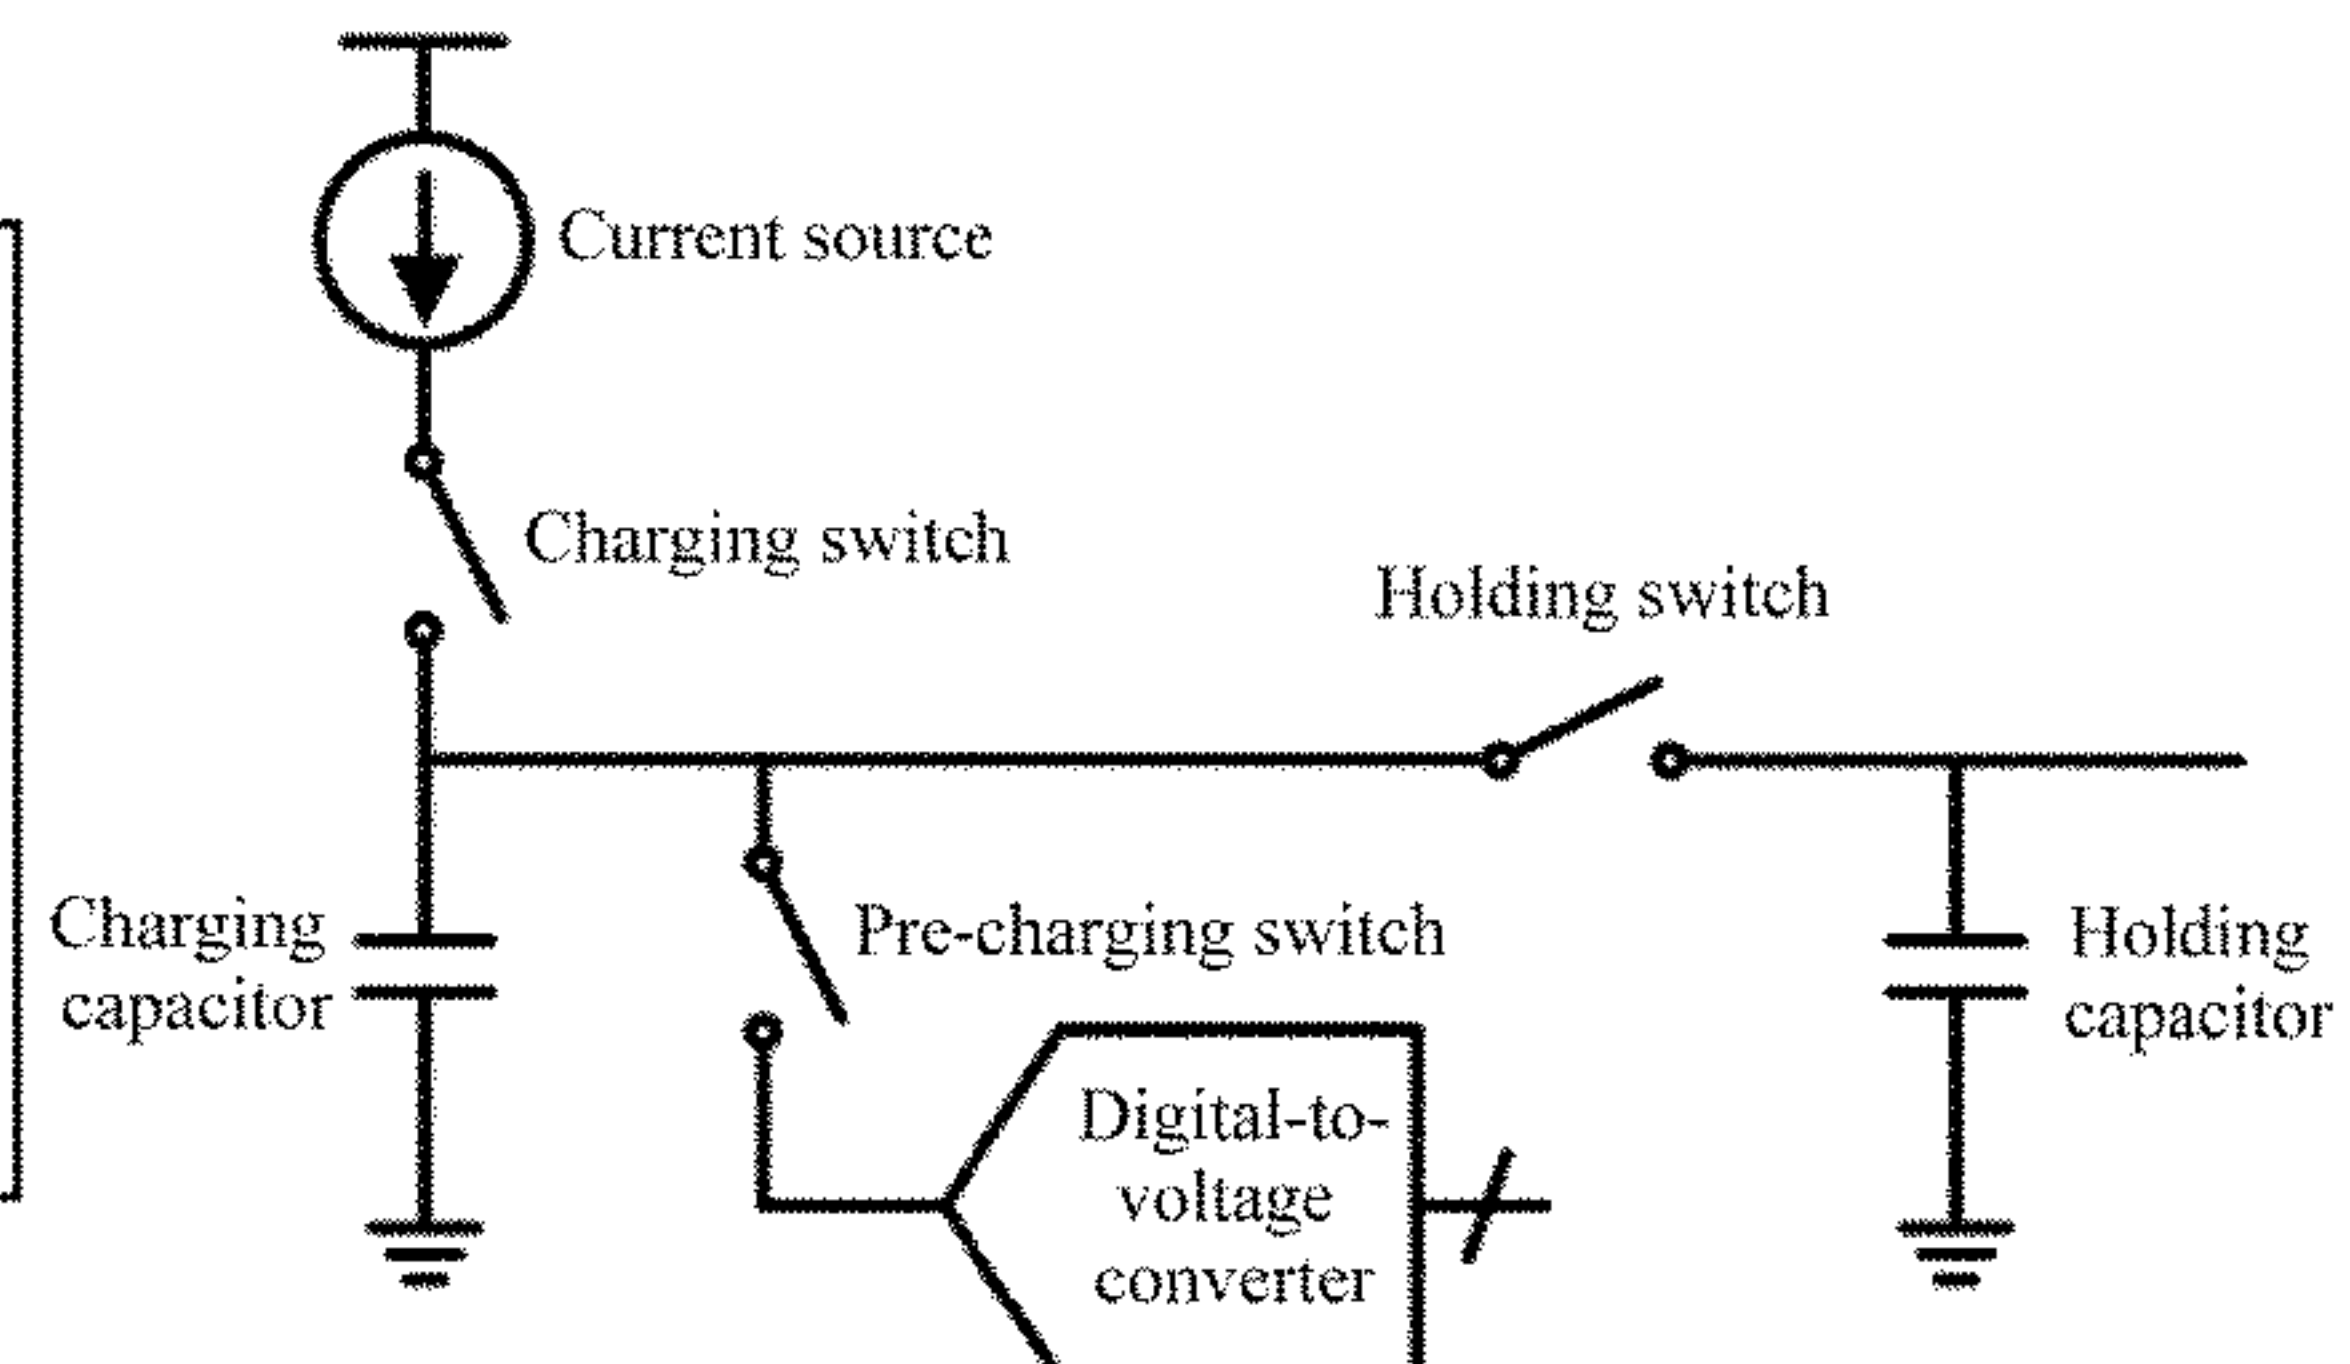 Current source
Charging switch
Holding switch
Charging
capacitor
Pre-charging switch
Holding
capacitor
Digital-to-
voltage
converter